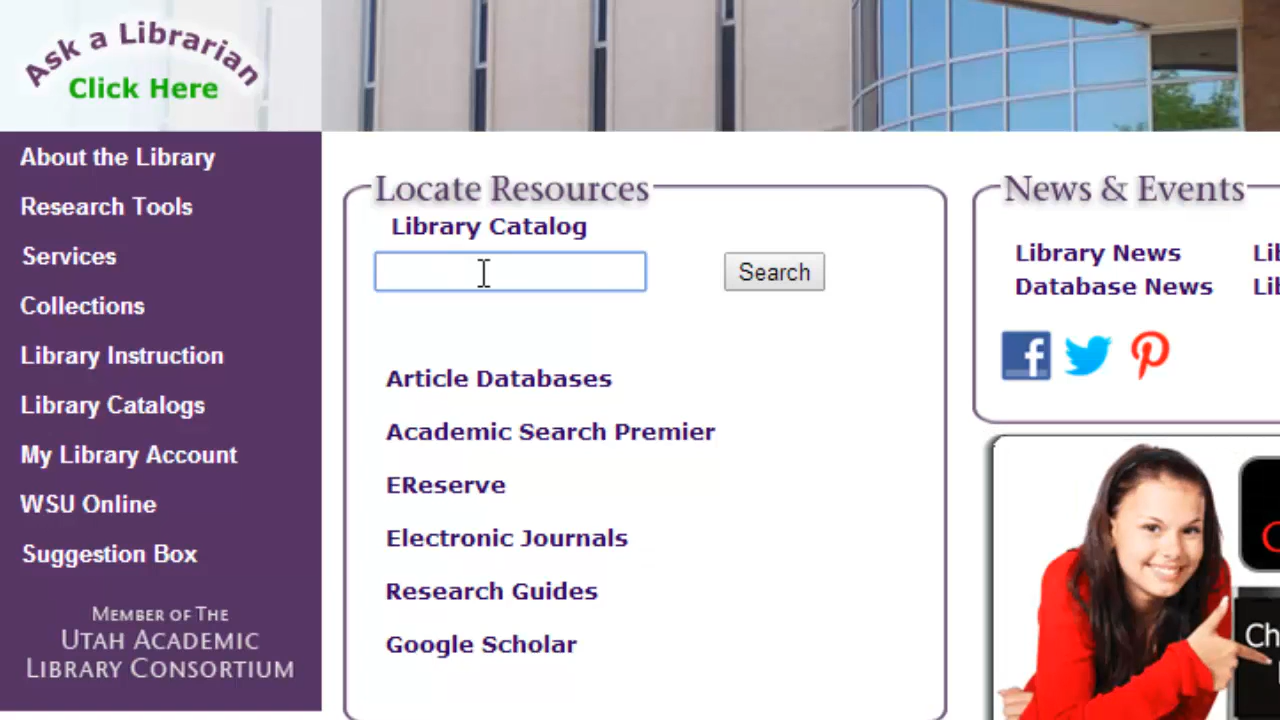 Ask a Librarian
Click Here
About the Library
Research Tools
Services
Collections
Library Instruction
Library Catalogs
My Library Account
WSU Online
Suggestion Box
MEMBER OF THE
UTAH ACADEMIC
LIBRARY CONSORTIUM
Locate Resources
Library Catalog
Search
Article Databases
Academic Search Premier
EReserve
Electronic Journals
Research Guides
Google Scholar
News & Events
Library News
Database News